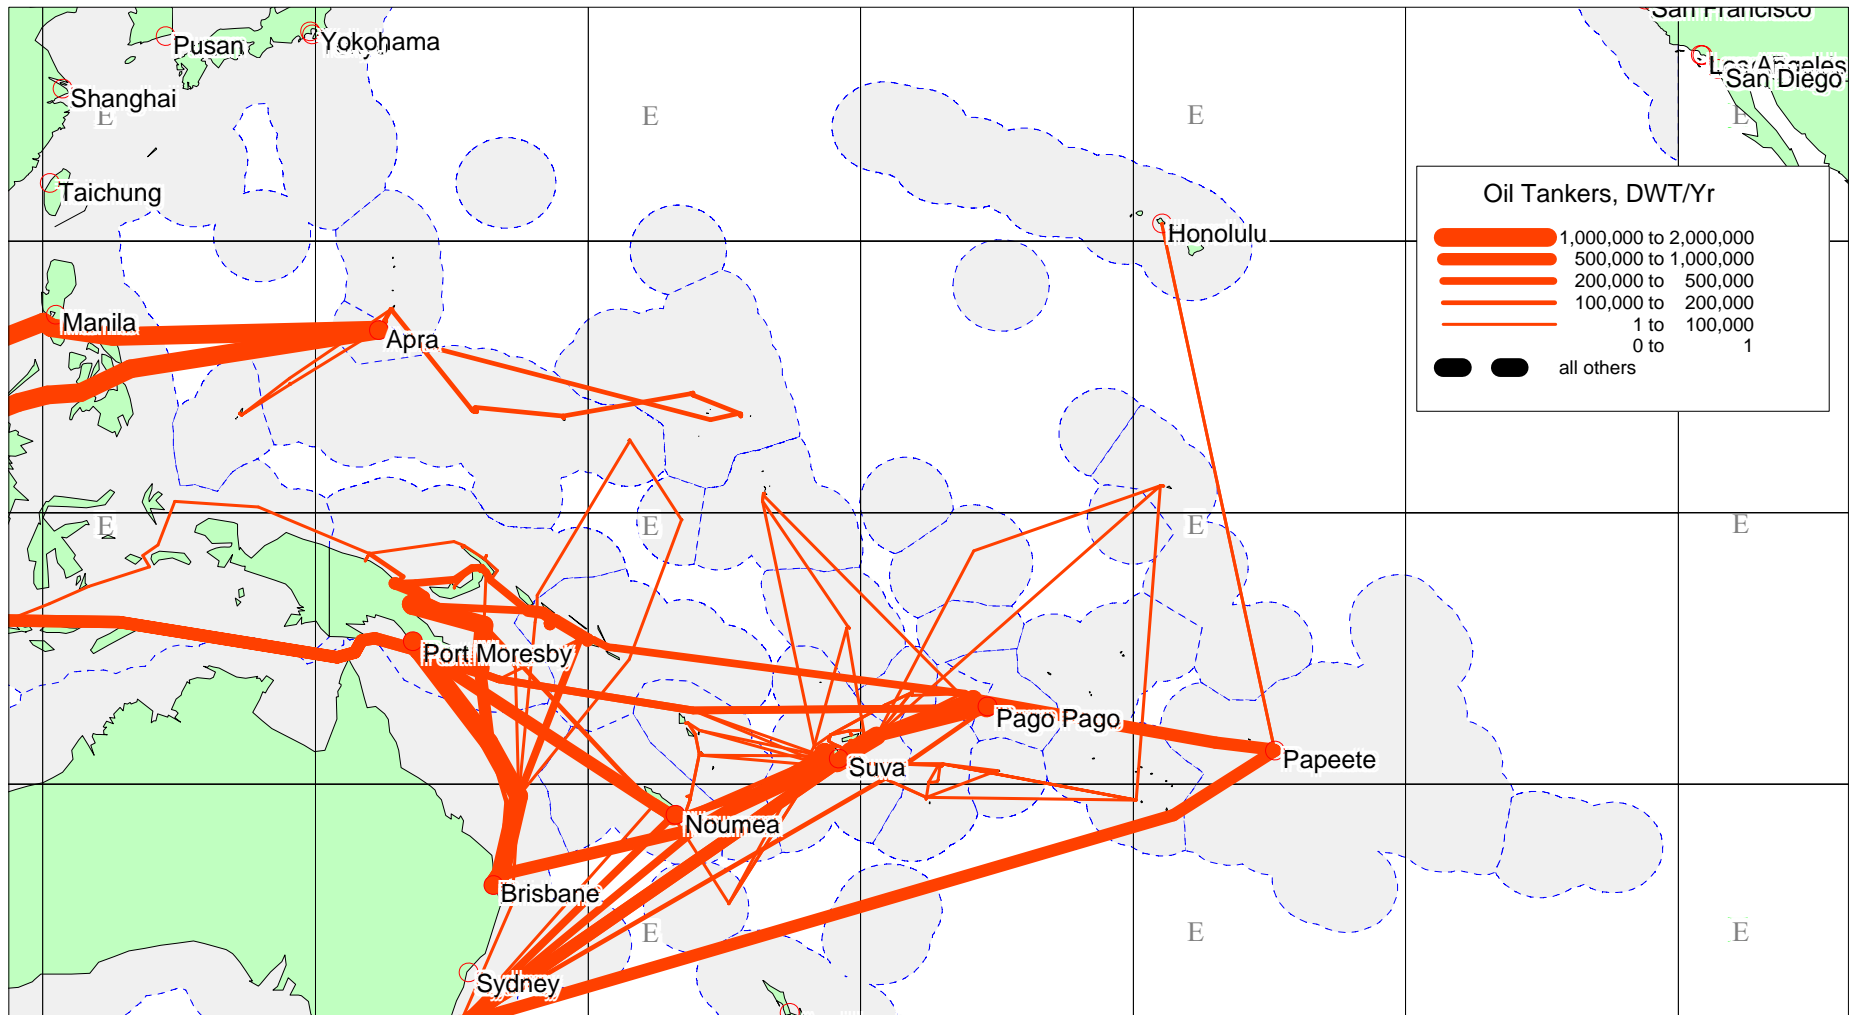 San Francisco
Pusan
Yokohama
Los Angeles
San Diego
Shanghai
E
E
E
E
Taichung
Honolulu
Oil Tankers, DWT/Yr
1,000,000 to 2,000,000
500,000 to 1,000,000
200,000 to 500,000
100,000 to 200,000
1 to 100,000
0 to 1
all others
Manila
Apra
E
E
E
E
Port Moresby
Pago Pago
Suva
Papeete
Noumea
Brisbane
E
E
E
Sydney